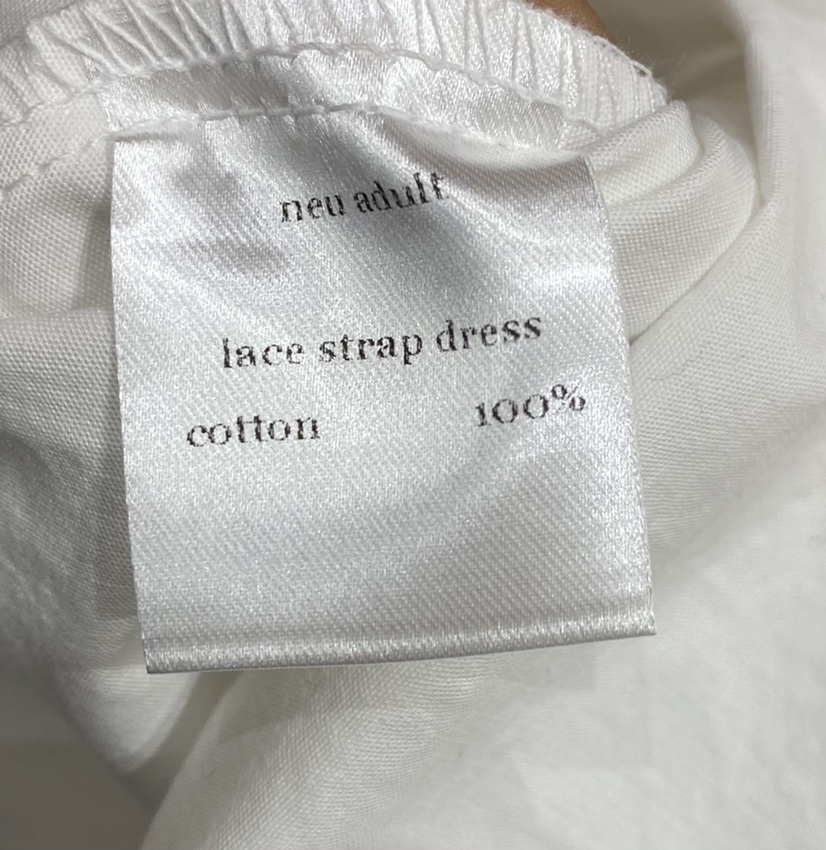 neu adult
lace strap dress
cotton 100%